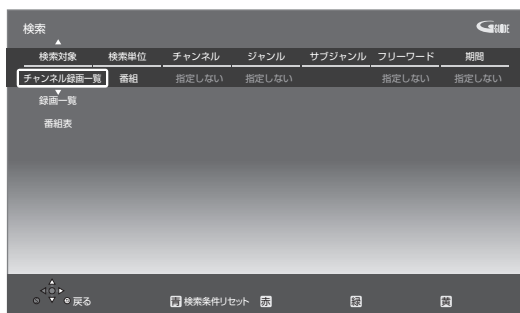 検索 G-GUIDE
検索対象 検索単位 チャンネル ジャンル サブジャンル フリーワード 期間
チャンネル録画一覧 番組 指定しない 指定しない 指定しない 指定しない
録画一覧
番組表
戻る 青 検索条件リセット 赤 緑 黄